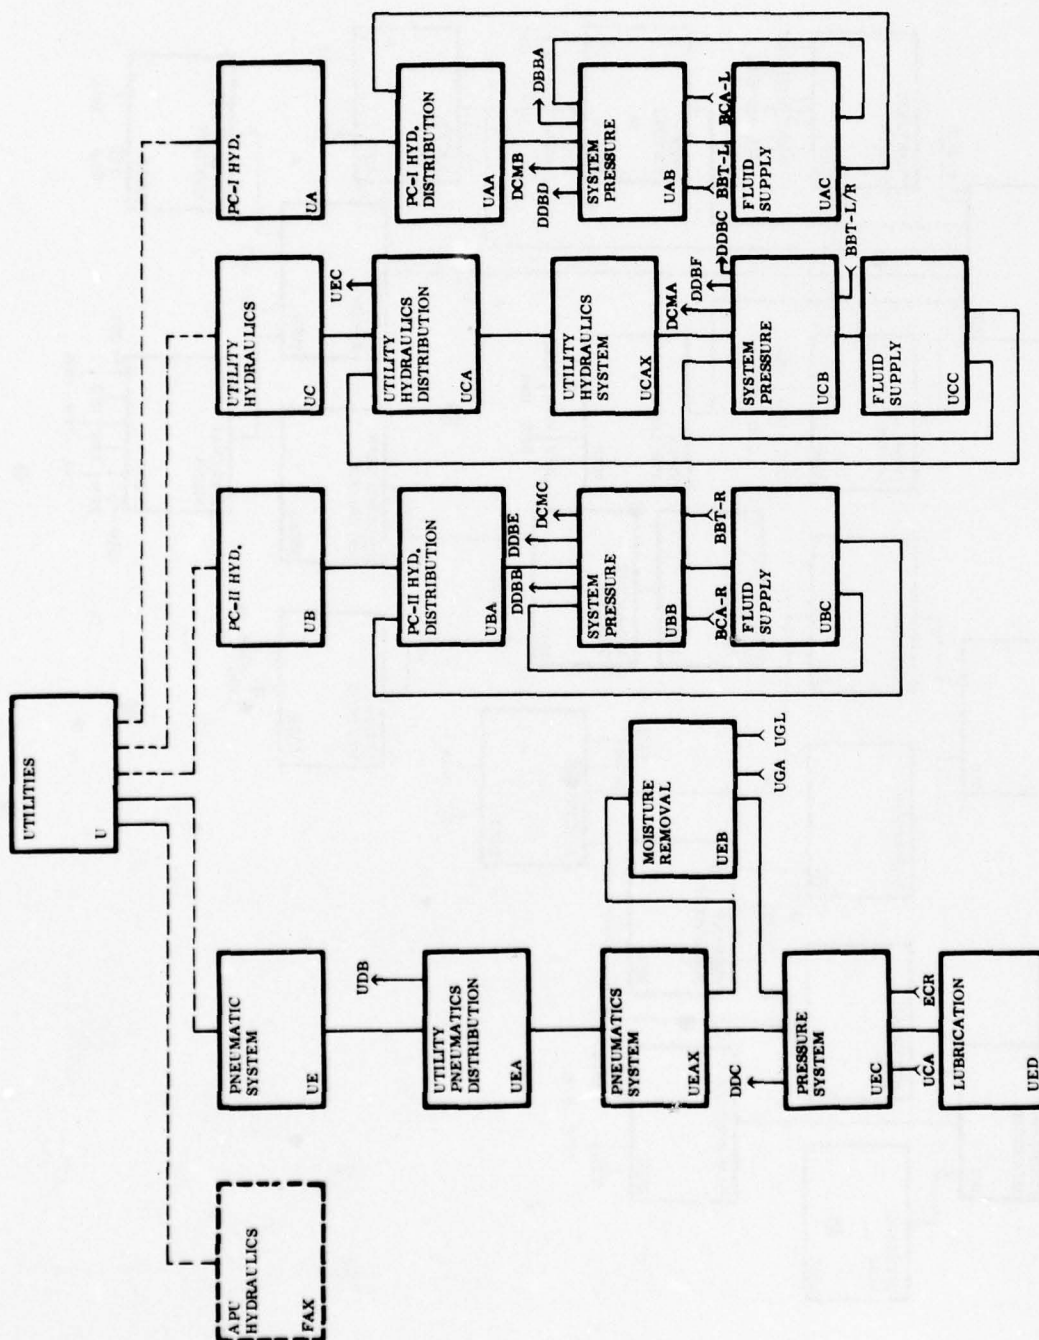 UTILITIES
U
APU
HYDRAULICS
FAX
PNEUMATIC
SYSTEM
UE
PC-II HYD.
UB
UTILITY
HYDRAULICS
UC
PC-I HYD.
UA
UDB
UTILITY
PNEUMATICS
DISTRIBUTION
UEA
PC-II HYD.
DISTRIBUTION
UBA
UEC
UTILITY
HYDRAULICS
DISTRIBUTION
UCA
PC-I HYD.
DISTRIBUTION
UAA
DDBB
DDBE
DCMC
DDBD
DCMB
DBBA
PNEUMATICS
SYSTEM
UEAX
MOISTURE
REMOVAL
UEB
SYSTEM
PRESSURE
UBB
UTILITY
HYDRAULICS
SYSTEM
UCAX
SYSTEM
PRESSURE
UAB
DDC
UGA
UGL
BCA-R
BBT-R
DCMA
DDBF
DDBC
BBT-L
BCA-L
PRESSURE
SYSTEM
UEC
FLUID
SUPPLY
UBC
SYSTEM
PRESSURE
UCB
FLUID
SUPPLY
UAC
BBT-L/R
UCA
ECR
LUBRICATION
UED
FLUID
SUPPLY
UCC